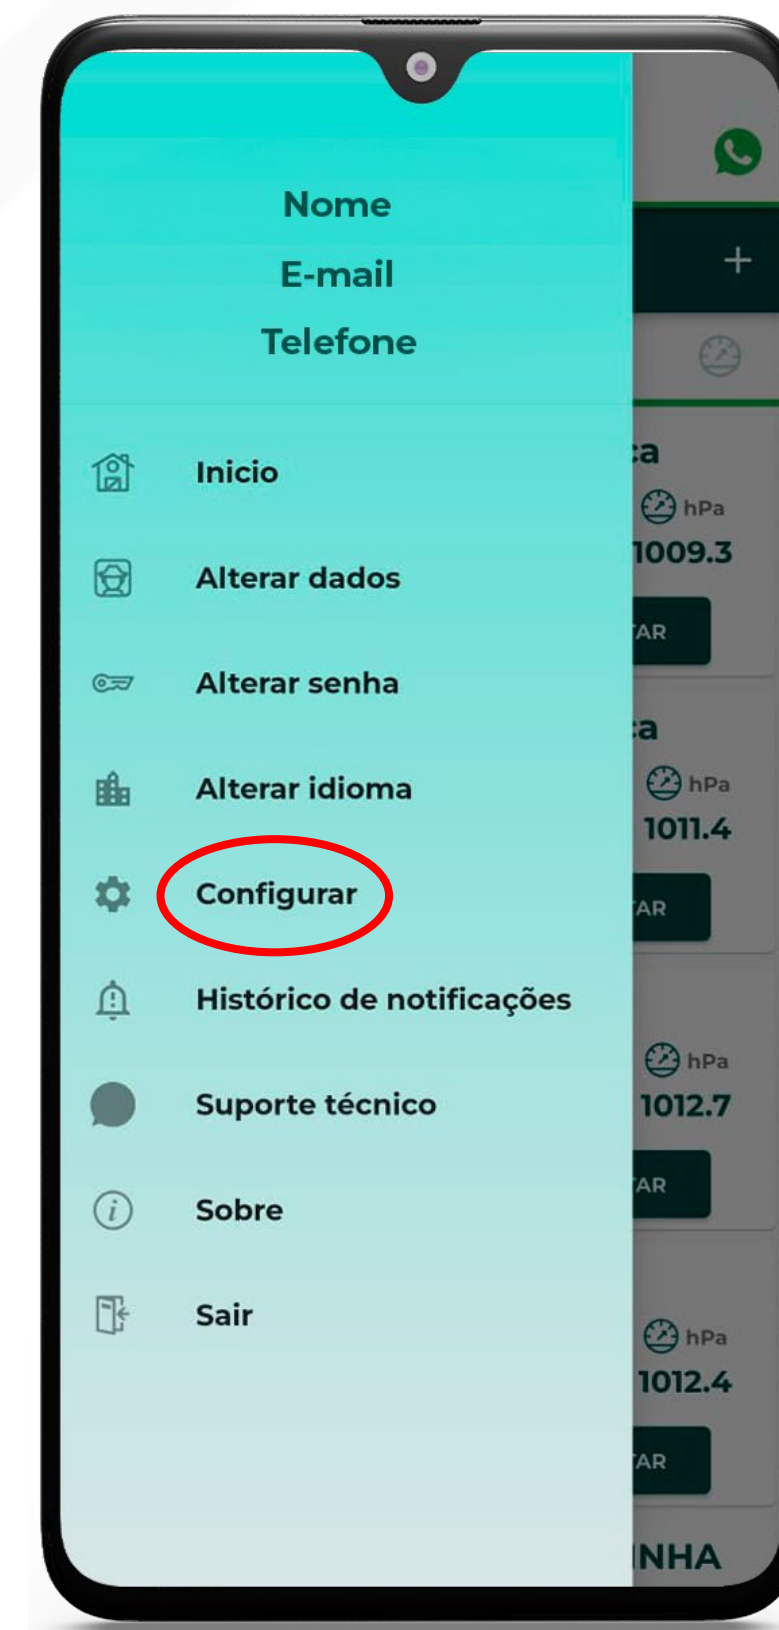 Nome
E-mail
Telefone
Inicio
Alterar dados
Alterar senha
Alterar idioma
Configurar
Histórico de notificações
Suporte técnico
Sobre
Sair
hPa
1009.3
hPa
1011.4
hPa
1012.7
hPa
1012.4